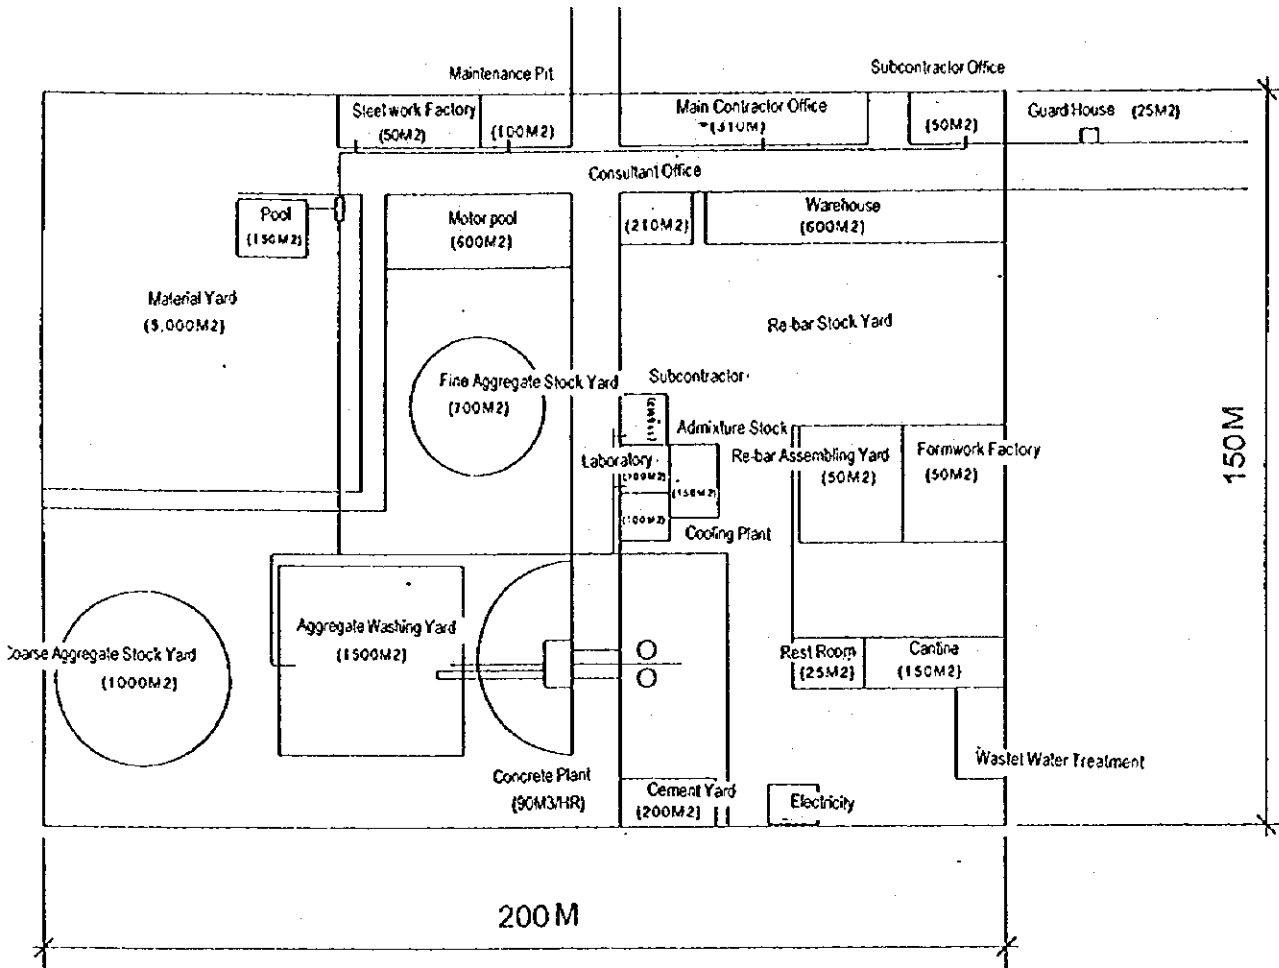 Maintenance Pit
Subcontractor Office
Steelwork Factory
(50M2)
(100M2)
Main Contractor Office
(310M)
(50M2)
Guard House (25M2)
Consultant Office
Pool
(150M2)
Motor pool
(600M2)
(210M2)
Warehouse
(600M2)
Material Yard
(5,000M2)
Re-bar Stock Yard
Fine Aggregate Stock Yard
(700M2)
Subcontractor
Admixture Stock
Laboratory
(100M2)
(150M2)
Re-bar Assembling Yard
(50M2)
Formwork Factory
(50M2)
(100M2)
Cooling Plant
150M
Aggregate Washing Yard
(1500M2)
Coarse Aggregate Stock Yard
(1000M2)
Rest Room
(25M2)
Cantine
(150M2)
Concrete Plant
(90M3/HR)
Cement Yard
(200M2)
Electricity
Wastet Water Treatment
200M